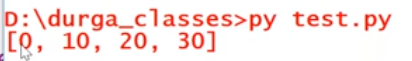 D:\durga_classes>py test.py
[0, 10, 20, 30]